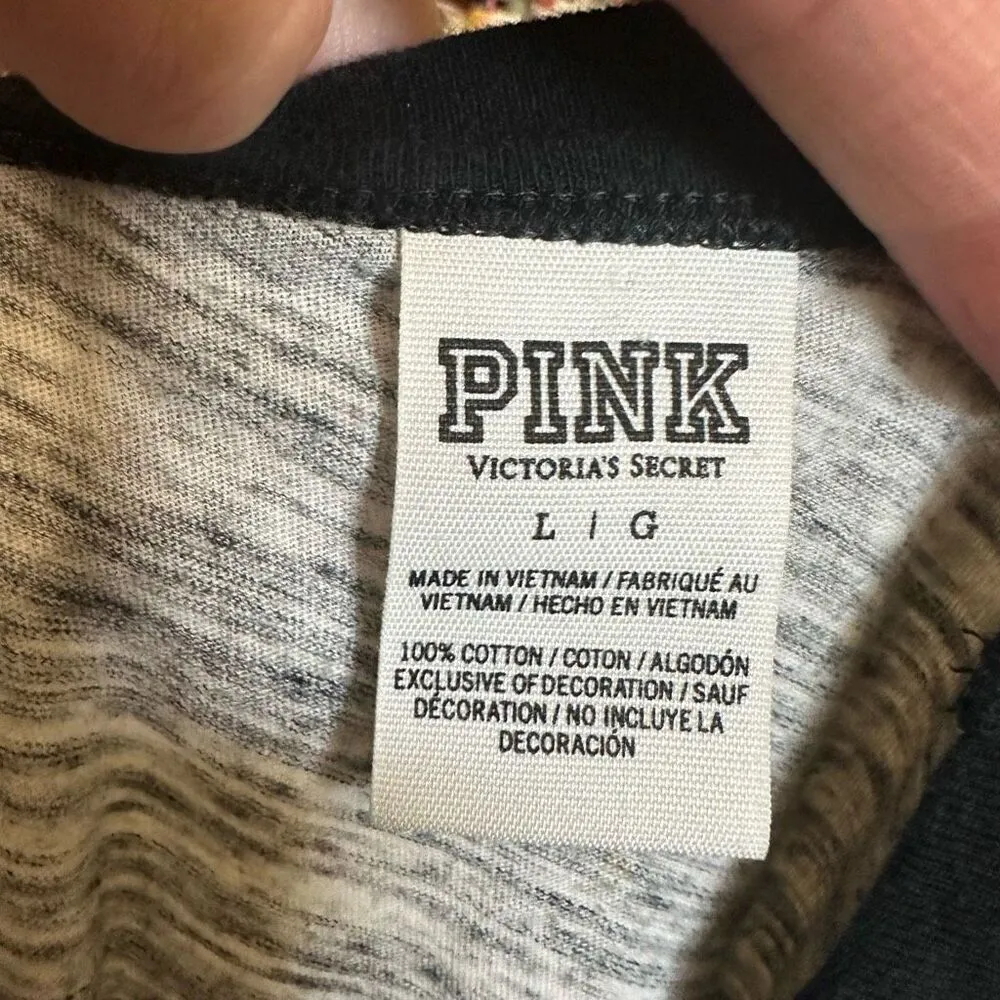 PINK
VICTORIA'S SECRET
L | G
MADE IN VIETNAM / FABRIQUÉ AU
VIETNAM / HECHO EN VIETNAM
100% COTTON / COTON / ALGODÓN
EXCLUSIVE OF DECORATION / SAUF
DÉCORATION / NO INCLUYE LA
DECORACIÓN